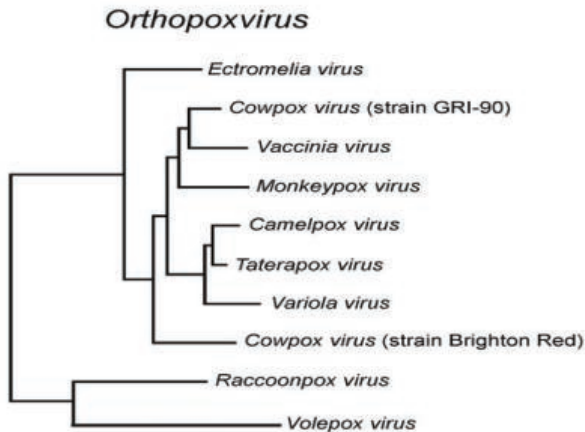 Orthopoxvirus
Ectromelia virus
Cowpox virus (strain GRI-90)
Vaccinia virus
Monkeypox virus
Camelpox virus
Taterapox virus
Variola virus
Cowpox virus (strain Brighton Red)
Raccoonpox virus
Volepox virus